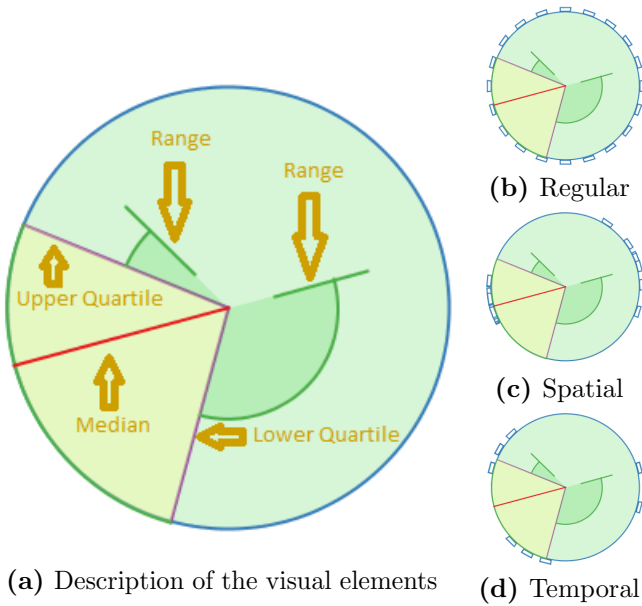 Range
Range
Upper Quartile
Median
Lower Quartile
(a) Description of the visual elements
(b) Regular
(c) Spatial
(d) Temporal